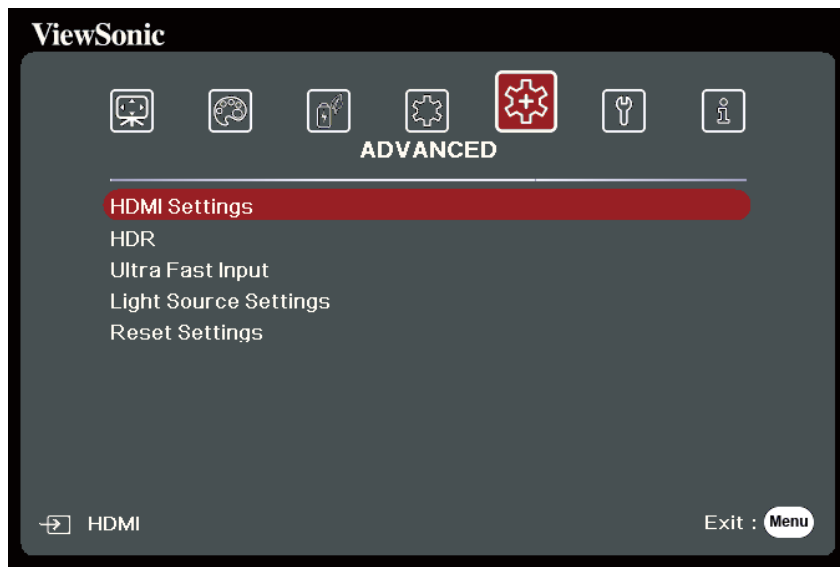 ViewSonic
ADVANCED
HDMI Settings
HDR
Ultra Fast Input
Light Source Settings
Reset Settings
HDMI
Exit : Menu